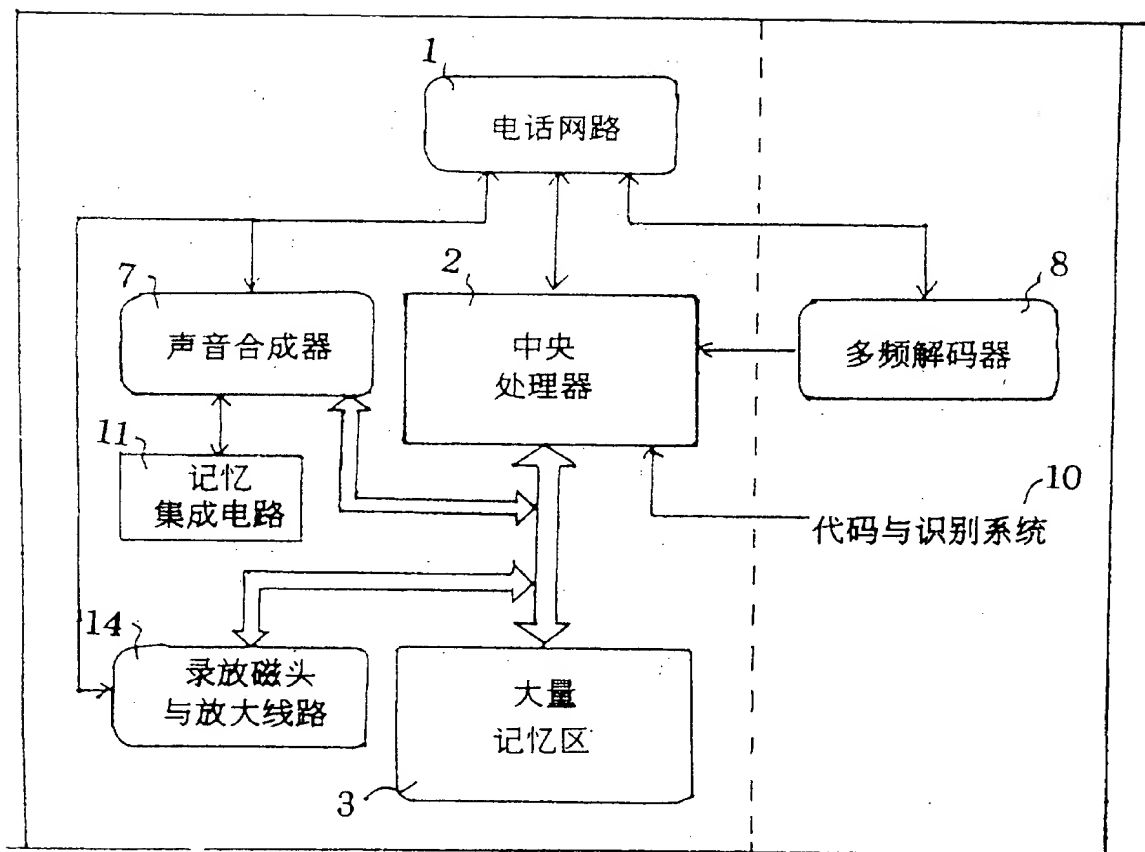 1
电话网路
7
声音合成器
2
中央
处理器
8
多频解码器
11
记忆
集成电路
10
代码与识别系统
14
录放磁头
与放大线路
大量
记忆区
3